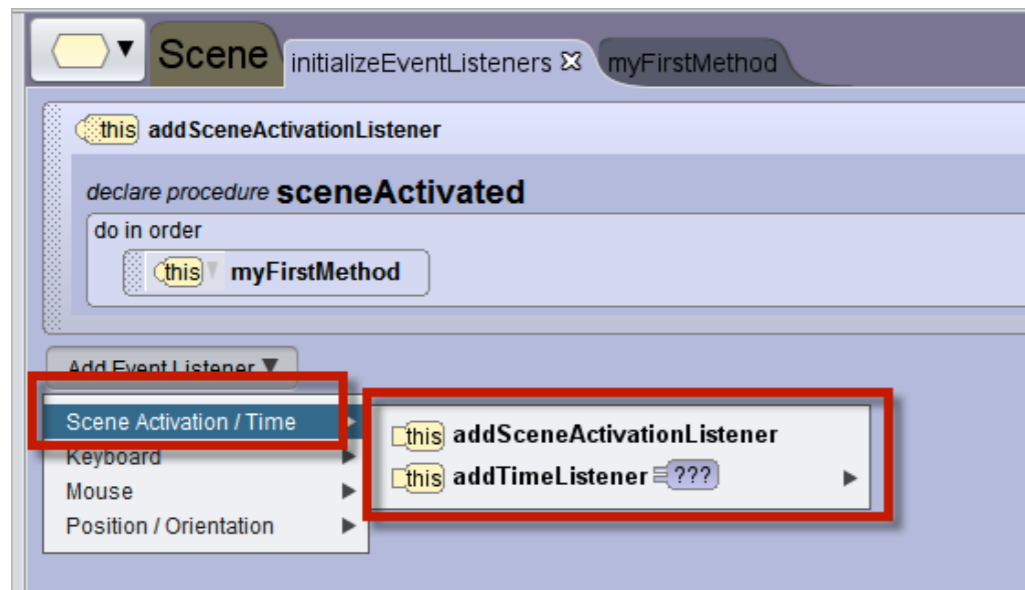 Scene initializeEventListeners myFirstMethod
this addSceneActivationListener
declare procedure sceneActivated
do in order
this myFirstMethod
Add Event Listener
Scene Activation / Time
Keyboard
Mouse
Position / Orientation
this addSceneActivationListener
this addTimeListener ???